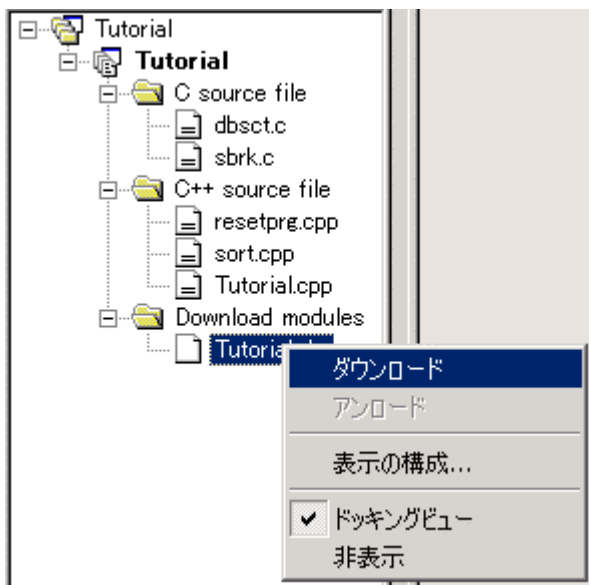 Tutorial
Tutorial
C source file
dbsct.c
sbrk.c
C++ source file
resetprg.cpp
sort.cpp
Tutorial.cpp
Download modules
ダウンロード
アンロード
表示の構成...
ドッキングビュー
非表示